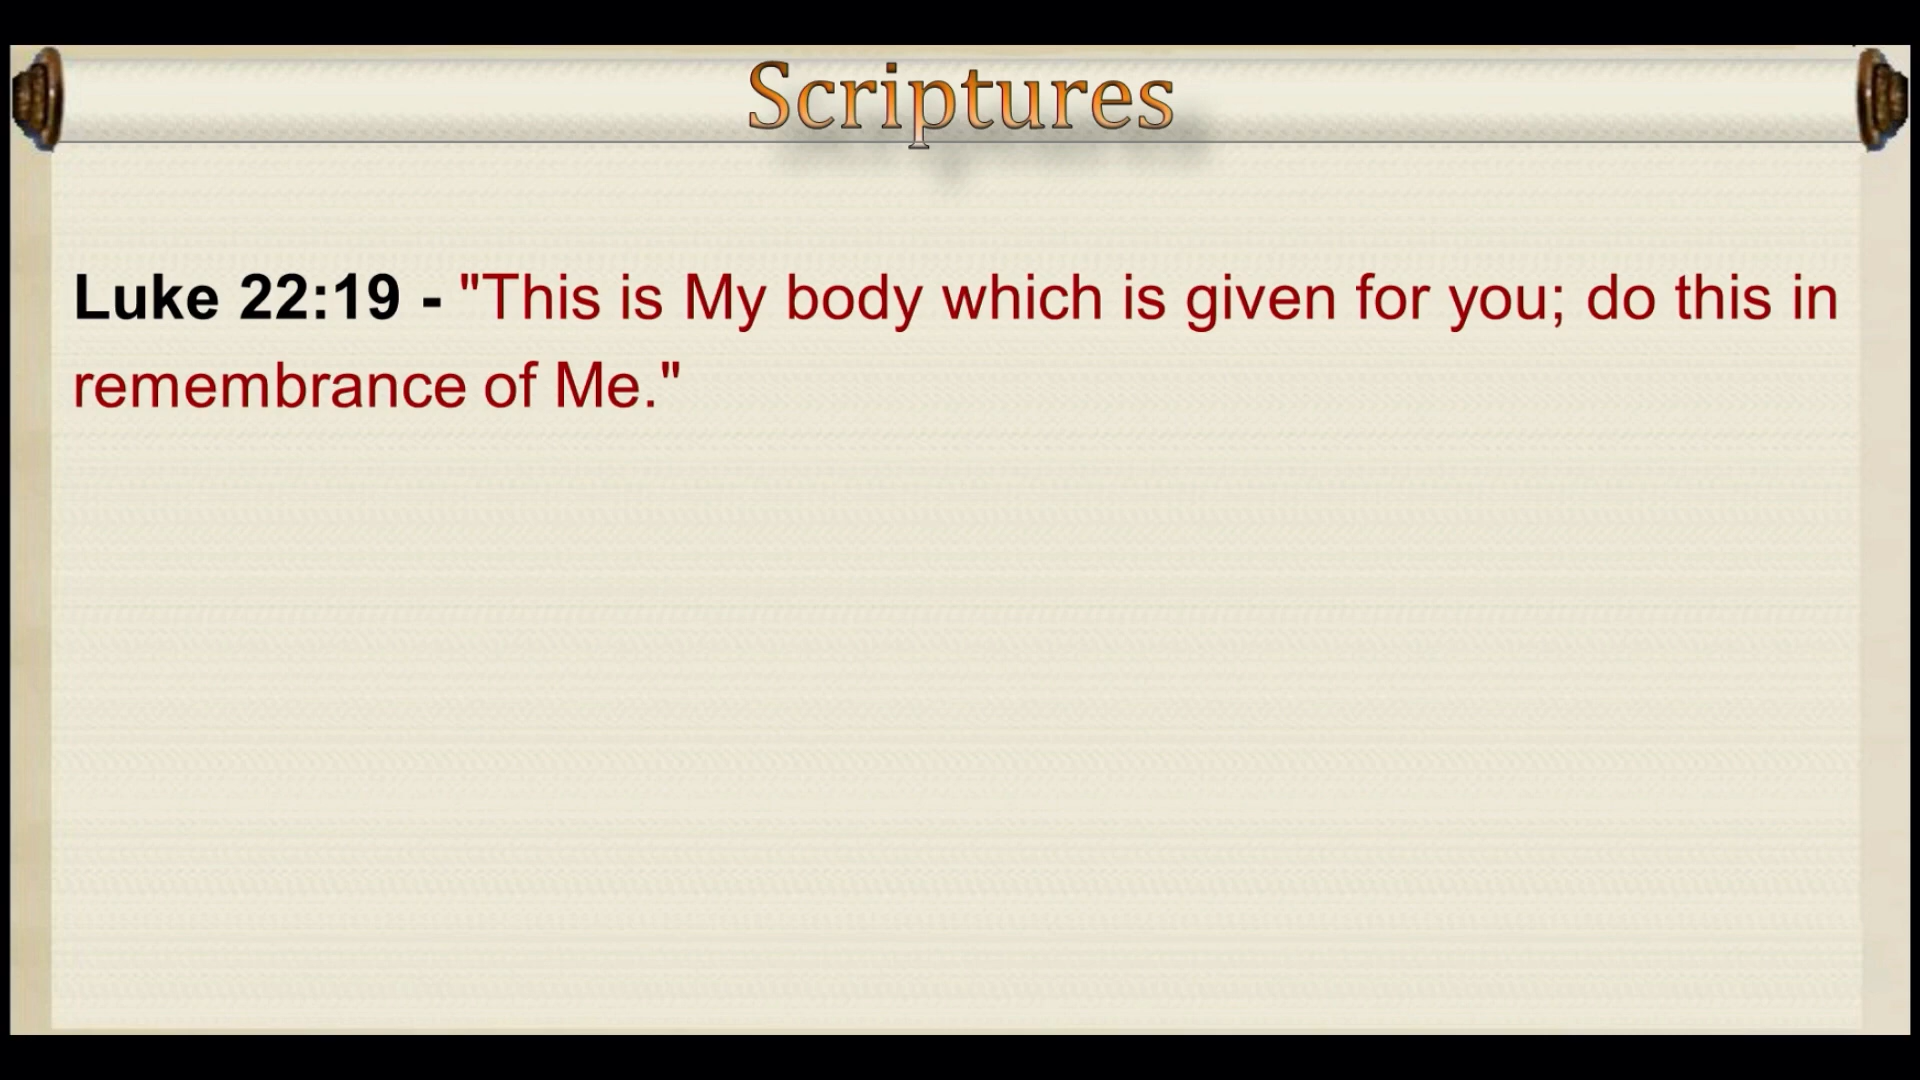 Scriptures
Luke 22:19 - "This is My body which is given for you; do this in
remembrance of Me."